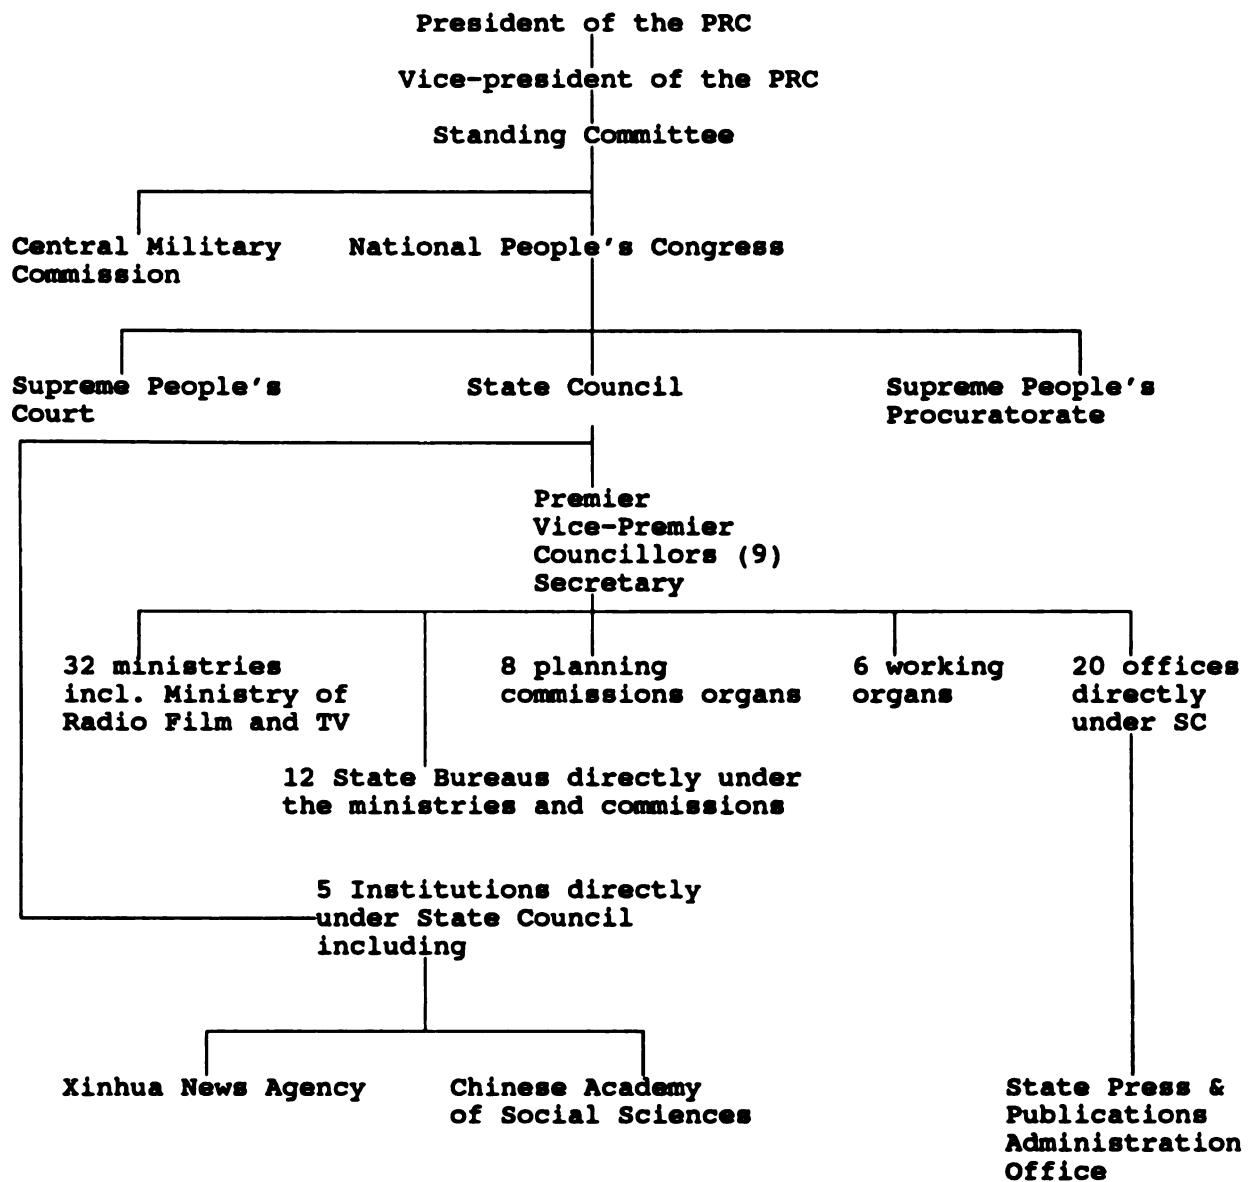 President of the PRC
Vice-president of the PRC
Standing Committee
Central Military
Commission
National People's Congress
Supreme People's
Court
State Council
Supreme People's
Procuratorate
Premier
Vice-Premier
Councillors (9)
Secretary
32 ministries
incl. Ministry of
Radio Film and TV
8 planning
commissions organs
6 working
organs
20 offices
directly
under SC
12 State Bureaus directly under
the ministries and commissions
5 Institutions directly
under State Council
including
Xinhua News Agency
Chinese Academy
of Social Sciences
State Press &
Publications
Administration
Office